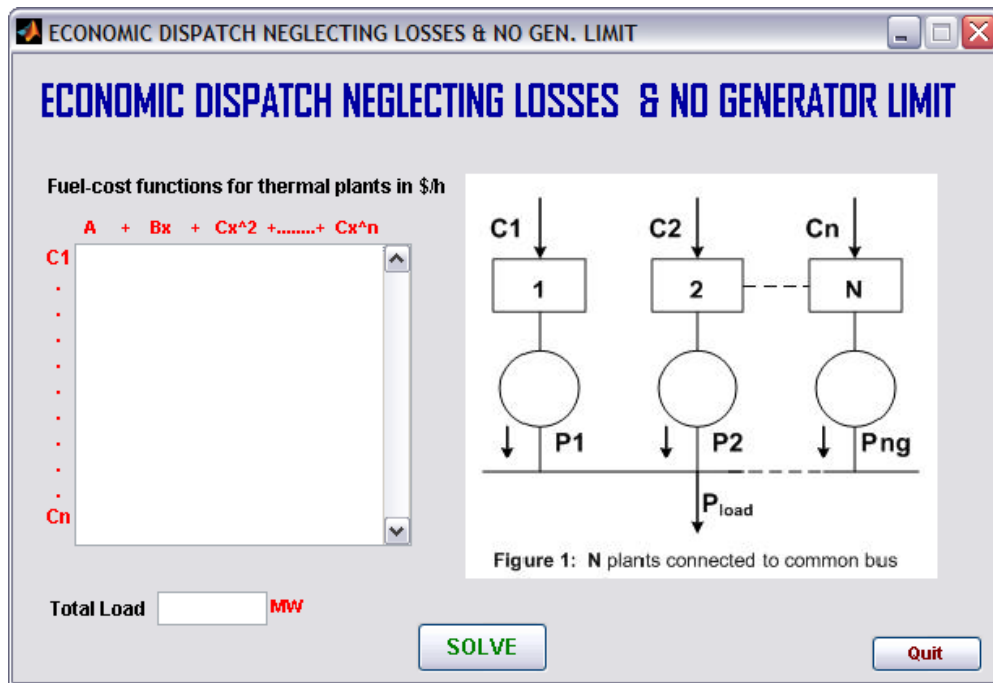 ECONOMIC DISPATCH NEGLECTING LOSSES & NO GEN. LIMIT
ECONOMIC DISPATCH NEGLECTING LOSSES & NO GENERATOR LIMIT
Fuel-cost functions for thermal plants in $/h
A + Bx + Cx^2 +........+ Cx^n
C1
.
.
.
.
.
.
.
.
.
Cn
C1 C2 Cn
1 2 N
P1 P2 Png
Pload
Figure 1: N plants connected to common bus
Total Load MW
SOLVE
Quit